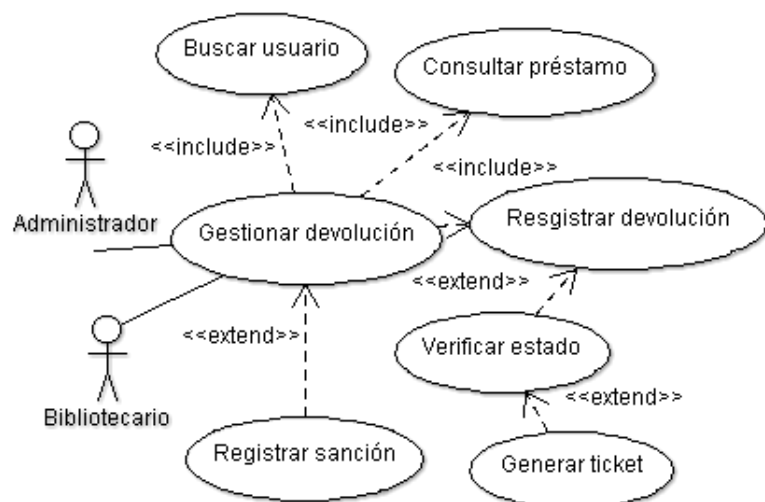 Buscar usuario
Consultar préstamo
<<include>>
<<include>>
<<include>>
Administrador
Gestionar devolución
Resgistrar devolución
<<extend>>
<<extend>>
Verificar estado
Bibliotecario
<<extend>>
Registrar sanción
Generar ticket